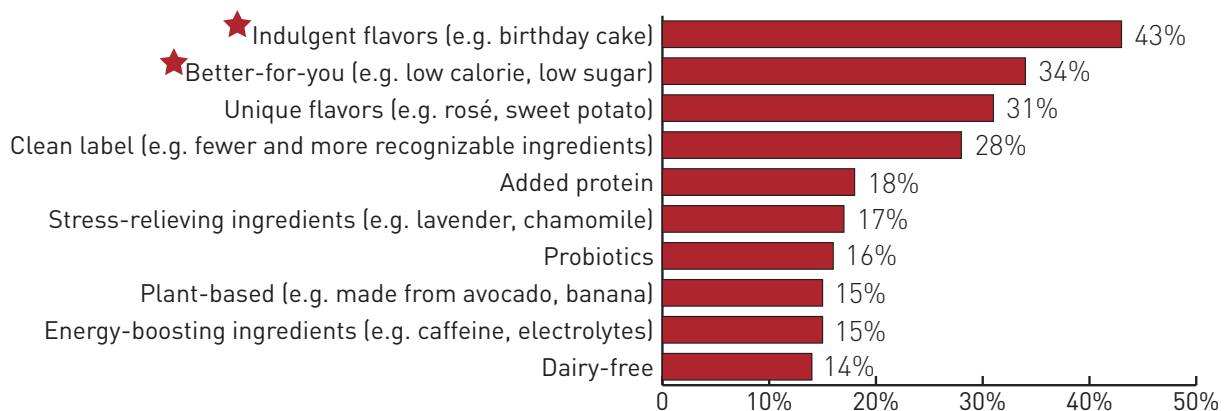 Indulgent flavors (e.g. birthday cake) 43%
Better-for-you (e.g. low calorie, low sugar) 34%
Unique flavors (e.g. rosé, sweet potato) 31%
Clean label (e.g. fewer and more recognizable ingredients) 28%
Added protein 18%
Stress-relieving ingredients (e.g. lavender, chamomile) 17%
Probiotics 16%
Plant-based (e.g. made from avocado, banana) 15%
Energy-boosting ingredients (e.g. caffeine, electrolytes) 15%
Dairy-free 14%
0 10% 20% 30% 40% 50%